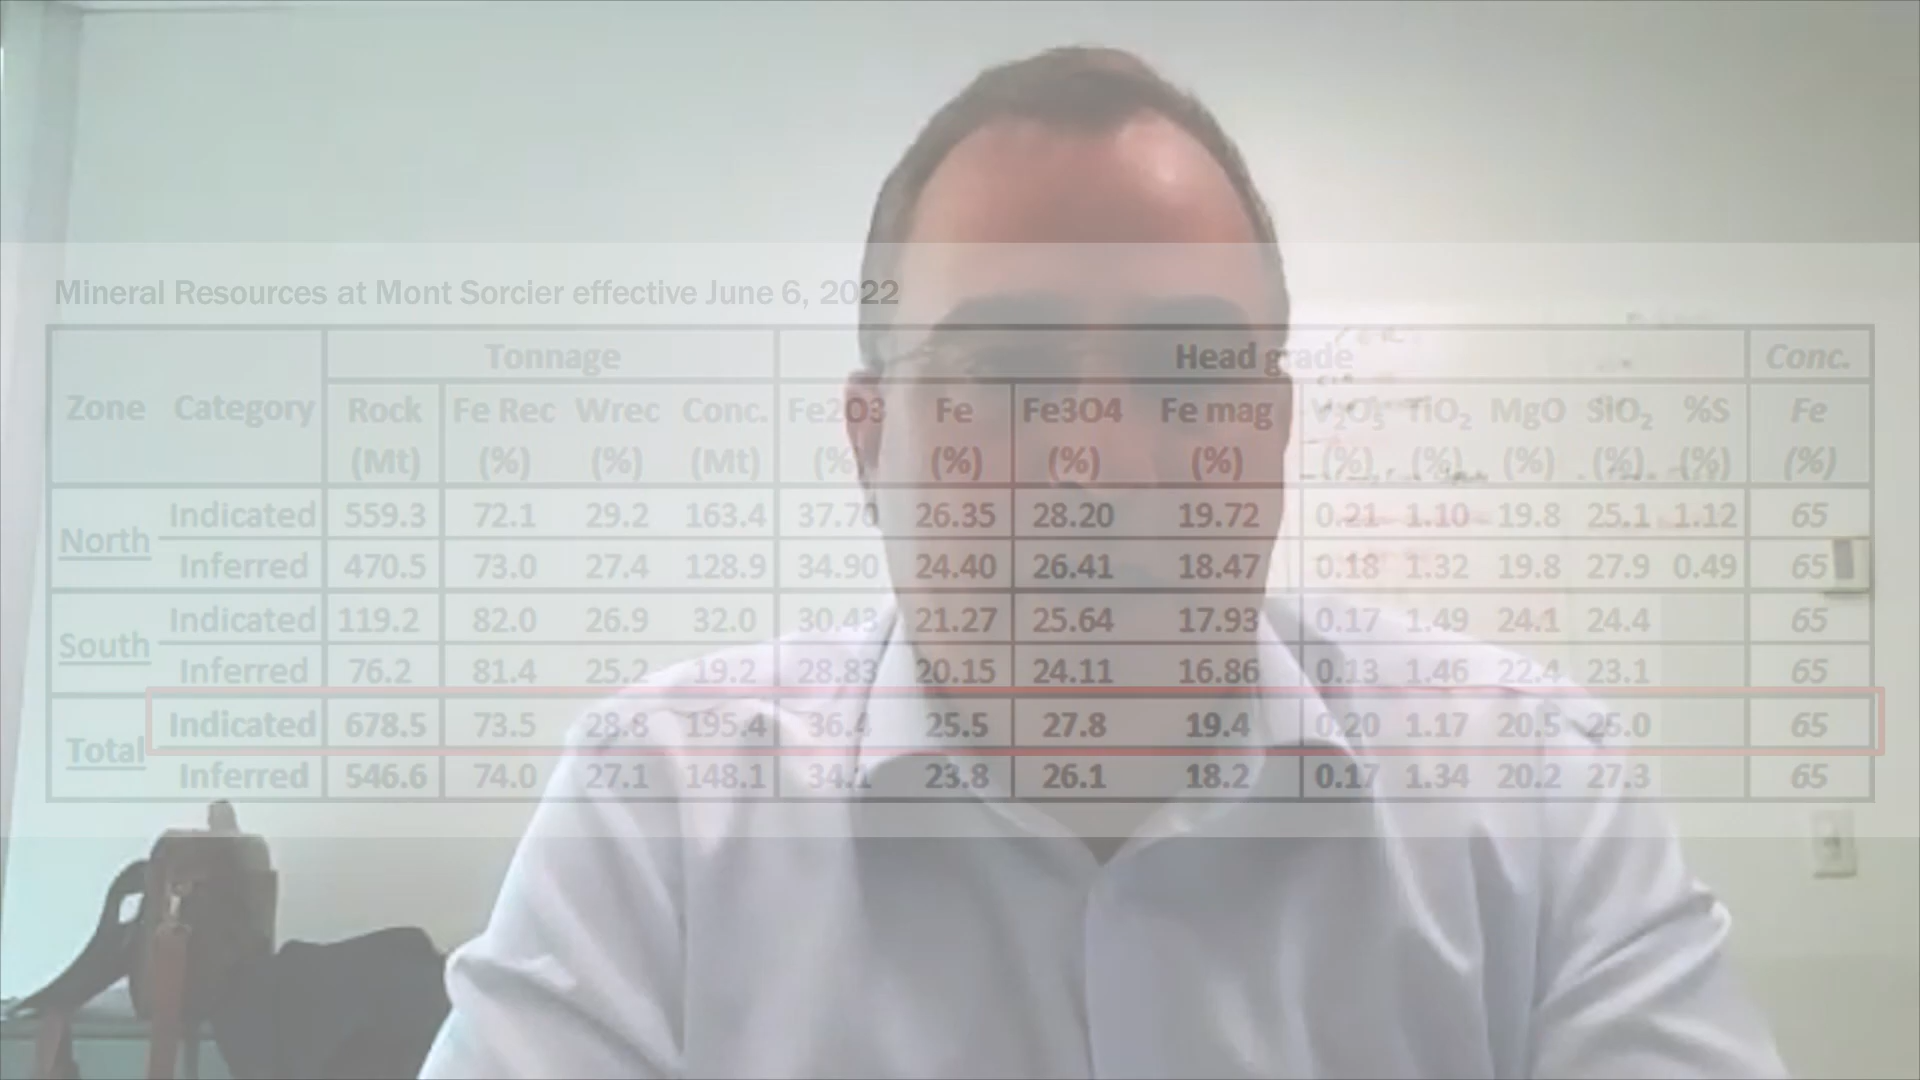 Mineral Resources at Mont Sorcier effective June 6, 2022
Zone Category Tonnage Head grade Conc.
Rock Fe Rec Wrec Conc. Fe2O3 Fe Fe3O4 Fe mag V₂O₅ TiO₂ MgO SiO₂ %S Fe
(Mt) (%) (%) (Mt) (%) (%) (%) (%) (%) (%) (%) (%) (%) (%)
North Indicated 559.3 72.1 29.2 163.4 37.70 26.35 28.20 19.72 0.21 1.10 19.8 25.1 1.12 65
Inferred 470.5 73.0 27.4 128.9 34.90 24.40 26.41 18.47 0.18 1.32 19.8 27.9 0.49 65
South Indicated 119.2 82.0 26.9 32.0 30.43 21.27 25.64 17.93 0.17 1.49 24.1 24.4 65
Inferred 76.2 81.4 25.2 19.2 28.83 20.15 24.11 16.86 0.13 1.46 22.4 23.1 65
Total Indicated 678.5 73.5 28.8 195.4 36.4 25.5 27.8 19.4 0.20 1.17 20.5 25.0 65
Inferred 546.6 74.0 27.1 148.1 34.1 23.8 26.1 18.2 0.17 1.34 20.2 27.3 65